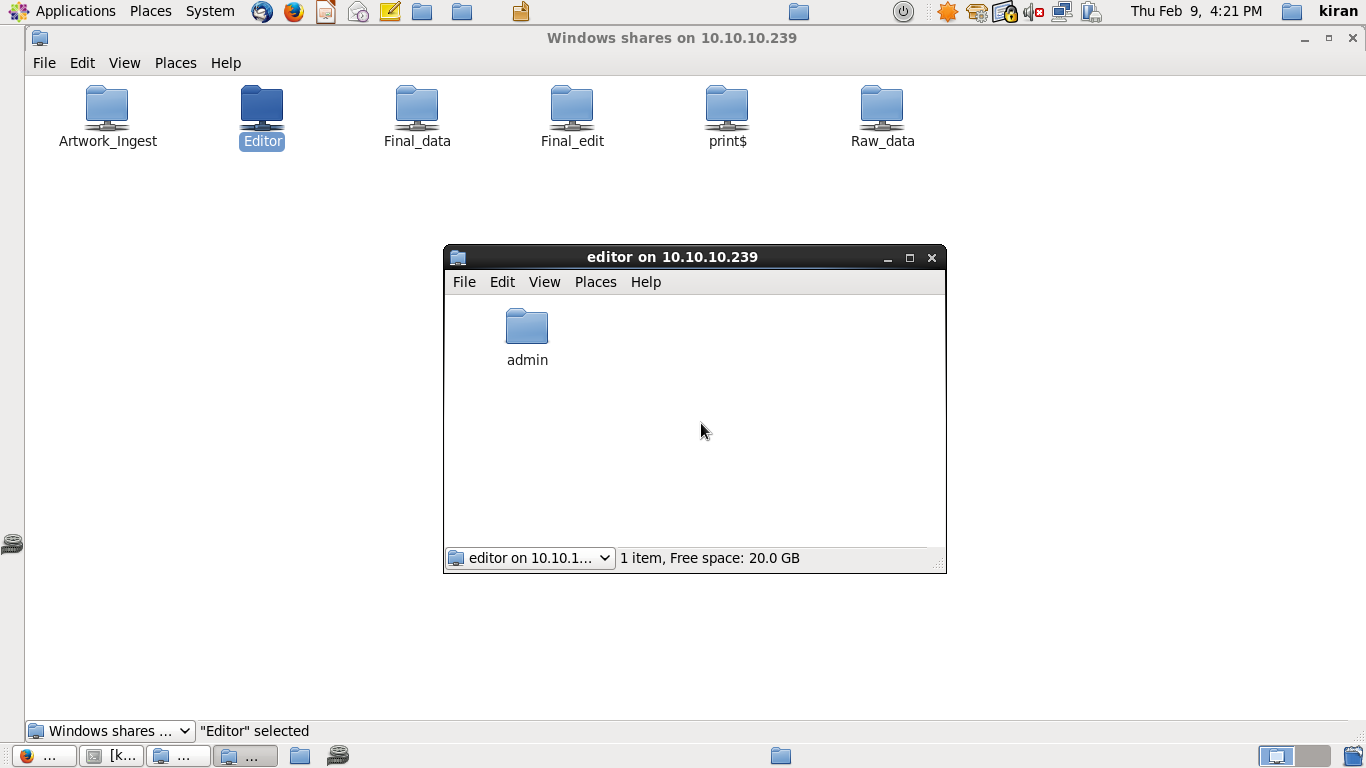 Applications Places System Thu Feb 9, 4:21 PM kiran
Windows shares on 10.10.10.239
File Edit View Places Help
Artwork_Ingest Editor Final_data Final_edit print$ Raw_data
editor on 10.10.10.239
File Edit View Places Help
admin
editor on 10.10.1... 1 item, Free space: 20.0 GB
Windows shares ... "Editor" selected
... [k... ... ...